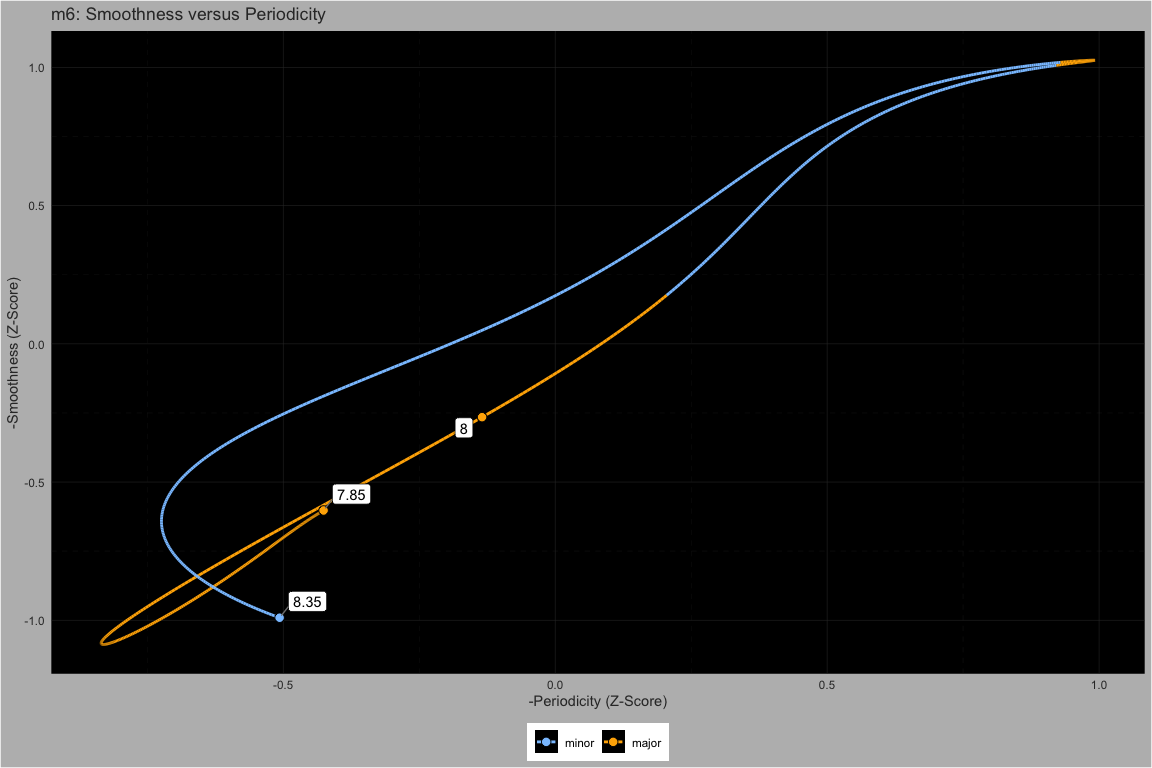 m6: Smoothness versus Periodicity
1.0
0.5
0.0
-0.5
-1.0
-Smoothness (Z-Score)
8
7.85
8.35
-0.5
0.0
0.5
1.0
-Periodicity (Z-Score)
minor
major